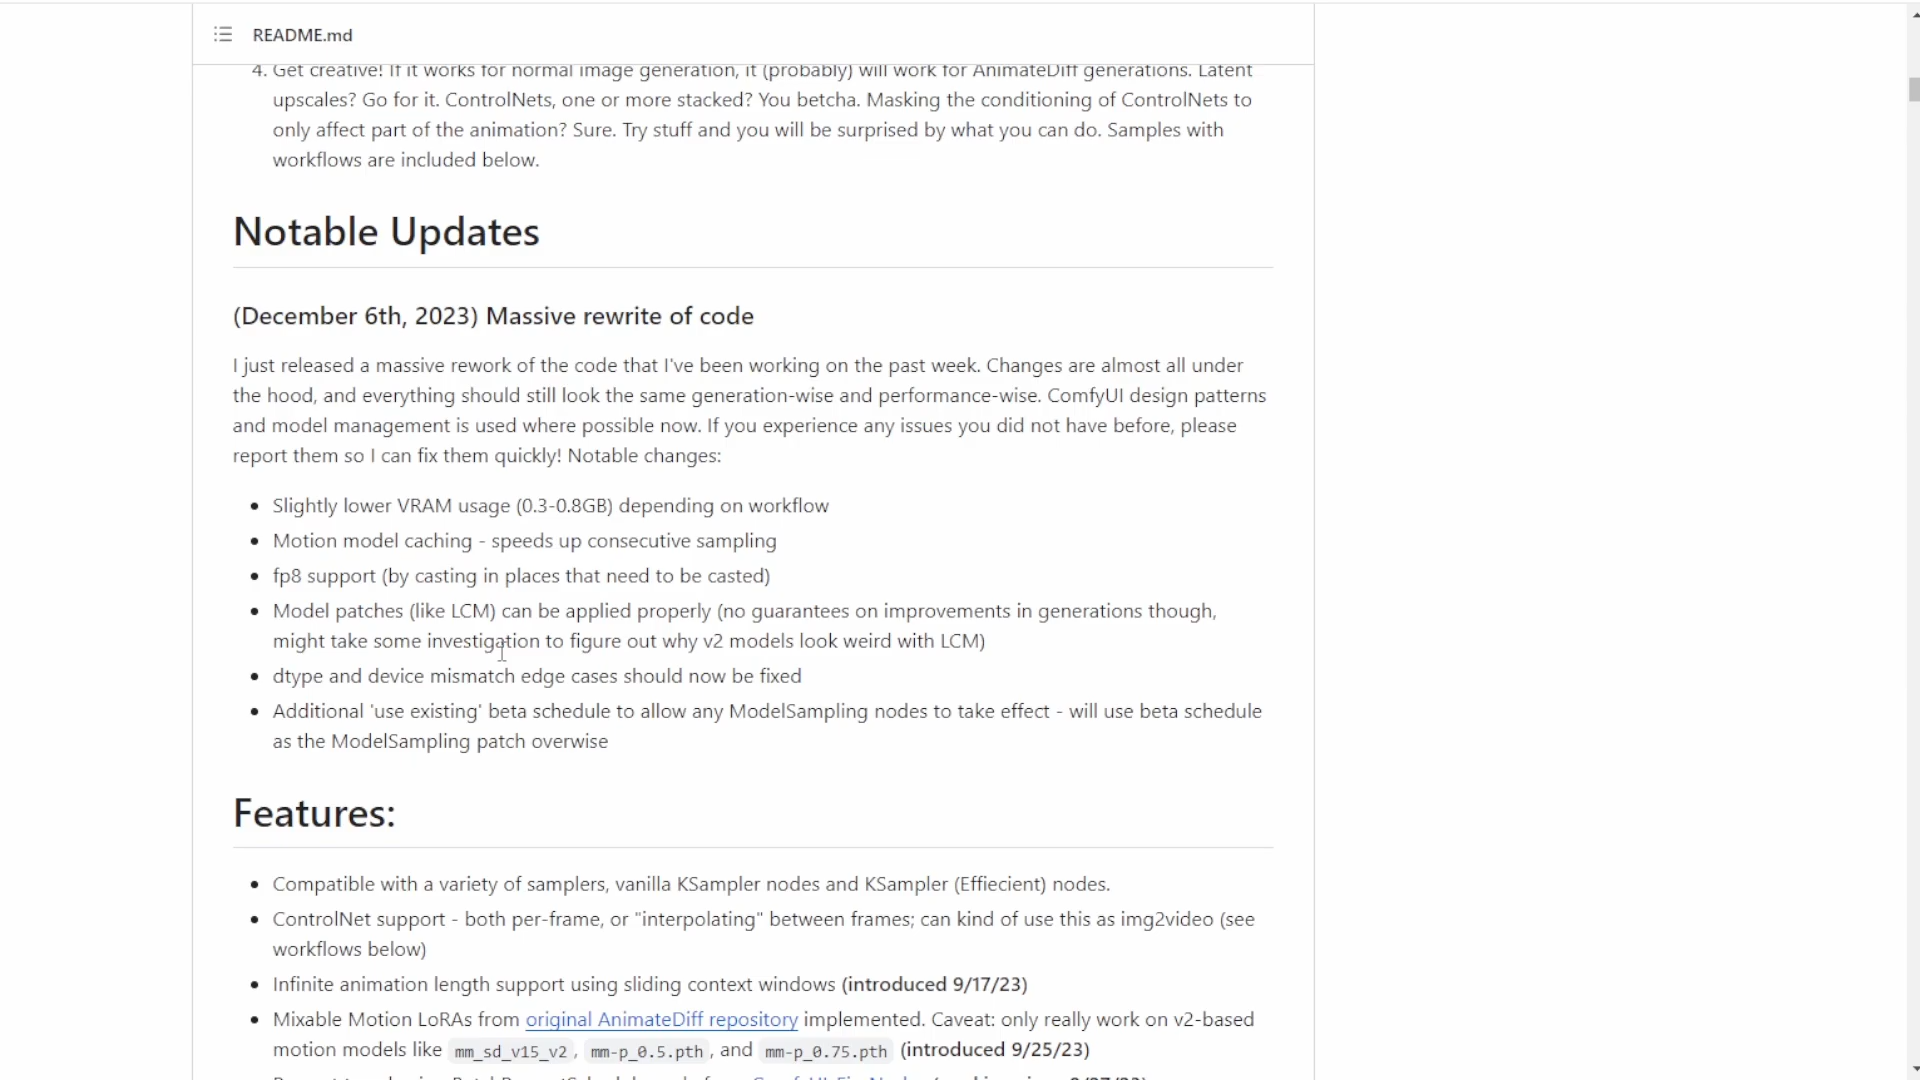 README.md
4. Get creative! If it works for normal image generation, it (probably) will work for AnimateDiff generations. Latent
upscales? Go for it. ControlNets, one or more stacked? You betcha. Masking the conditioning of ControlNets to
only affect part of the animation? Sure. Try stuff and you will be surprised by what you can do. Samples with
workflows are included below.
Notable Updates
(December 6th, 2023) Massive rewrite of code
I just released a massive rework of the code that I've been working on the past week. Changes are almost all under
the hood, and everything should still look the same generation-wise and performance-wise. ComfyUI design patterns
and model management is used where possible now. If you experience any issues you did not have before, please
report them so I can fix them quickly! Notable changes:
• Slightly lower VRAM usage (0.3-0.8GB) depending on workflow
• Motion model caching - speeds up consecutive sampling
• fp8 support (by casting in places that need to be casted)
• Model patches (like LCM) can be applied properly (no guarantees on improvements in generations though,
might take some investigation to figure out why v2 models look weird with LCM)
• dtype and device mismatch edge cases should now be fixed
• Additional 'use existing' beta schedule to allow any ModelSampling nodes to take effect - will use beta schedule
as the ModelSampling patch overwise
Features:
• Compatible with a variety of samplers, vanilla KSampler nodes and KSampler (Effiecient) nodes.
• ControlNet support - both per-frame, or "interpolating" between frames; can kind of use this as img2video (see
workflows below)
• Infinite animation length support using sliding context windows (introduced 9/17/23)
• Mixable Motion LoRAs from original AnimateDiff repository implemented. Caveat: only really work on v2-based
motion models like mm_sd_v15_v2, mm-p_0.5.pth, and mm-p_0.75.pth (introduced 9/25/23)